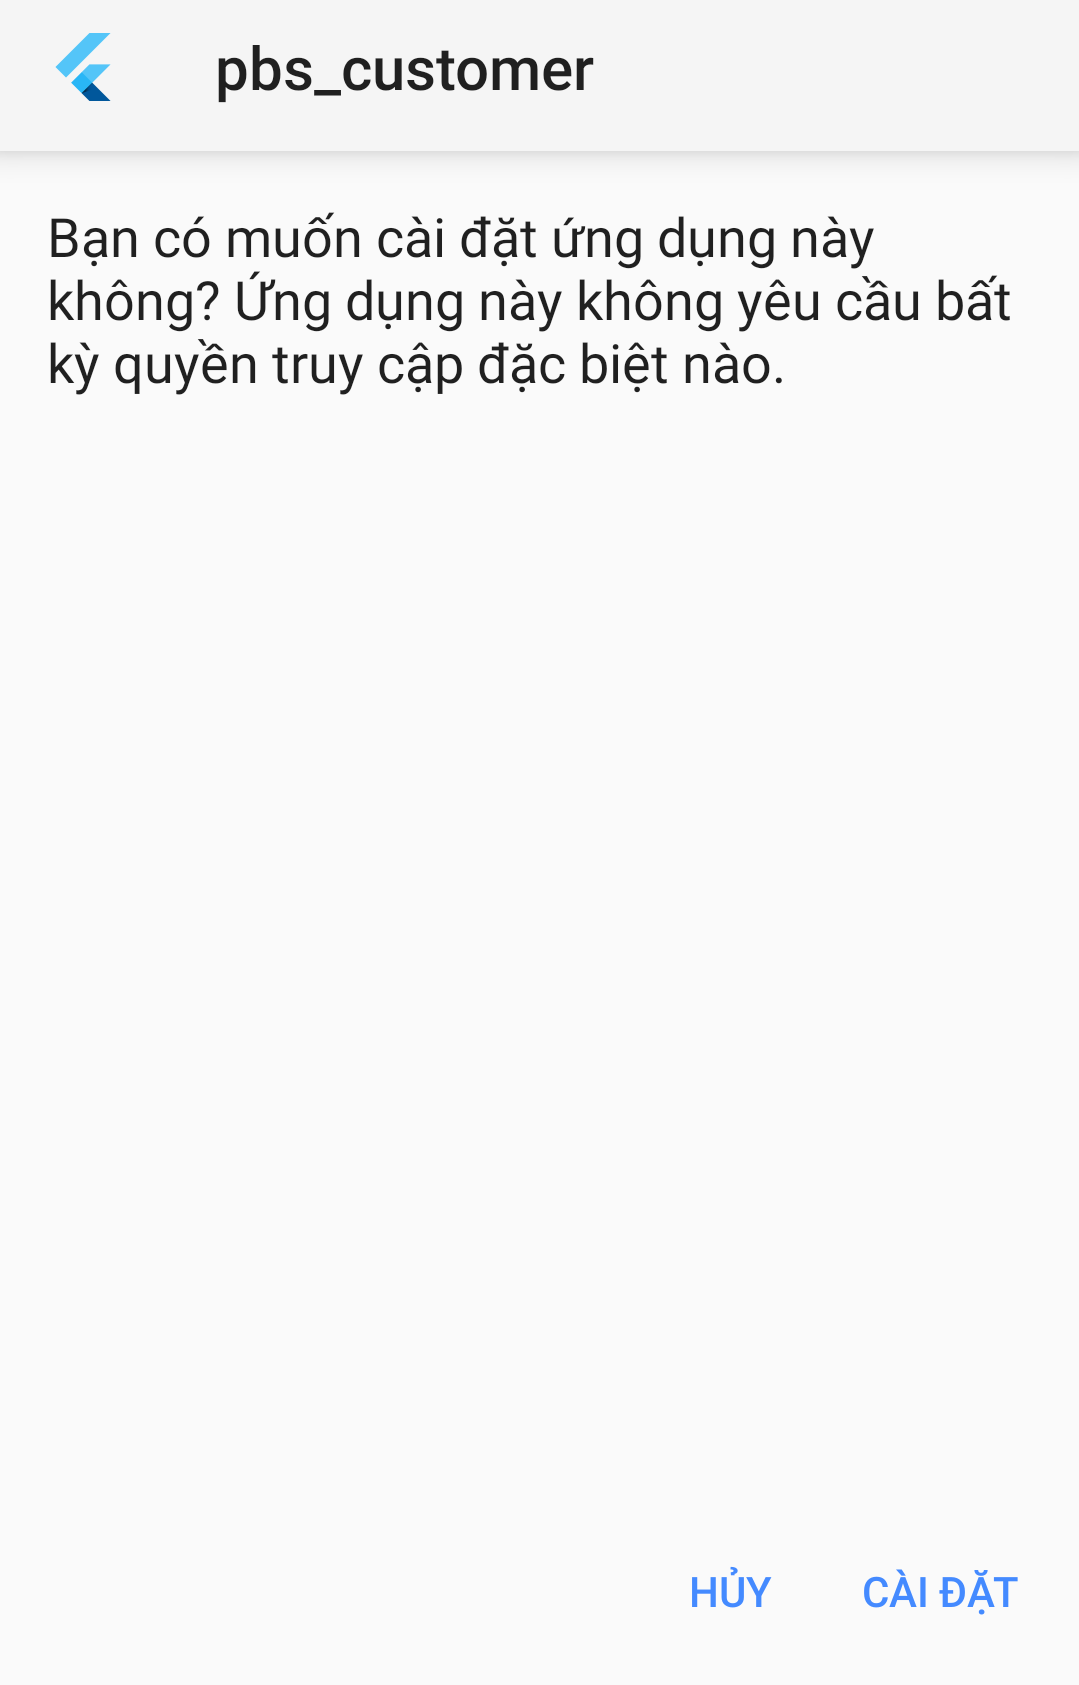 pbs_customer
Bạn có muốn cài đặt ứng dụng này
không? Ứng dụng này không yêu cầu bất
kỳ quyền truy cập đặc biệt nào.
HỦY CÀI ĐẶT